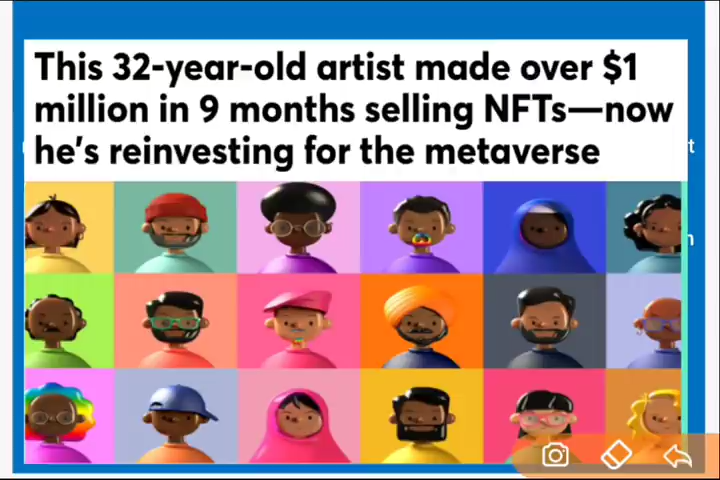 This 32-year-old artist made over $1
million in 9 months selling NFTs—now
he's reinvesting for the metaverse